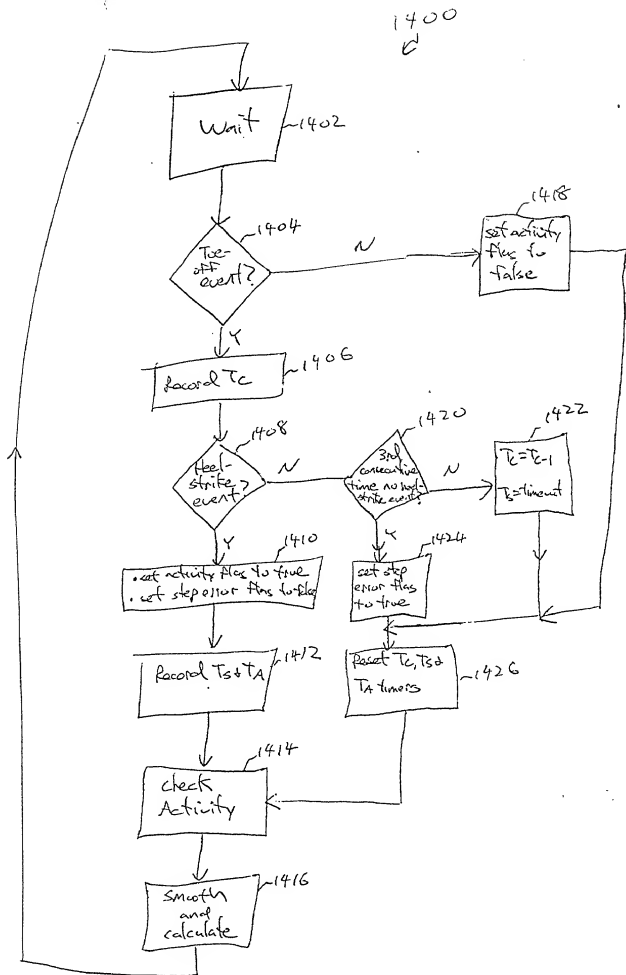 1400
Wait
1402
Toe-
off
event?
1404
N
Y
1418
set activity
flag to
false
Record Tc
1406
Heel-
strike
event?
1408
N
Y
1420
3rd
consecutive
time no heel-
strike event?
N
Y
1422
Tc=Tc-1
Ts=timeout
1410
• set activity flag to true
• set step error flag to false
1424
set step
error flag
to true
Record Ts & TA
1412
Reset Tc, Ts &
TA timers
1426
1414
Check
Activity
1416
Smooth
and
calculate